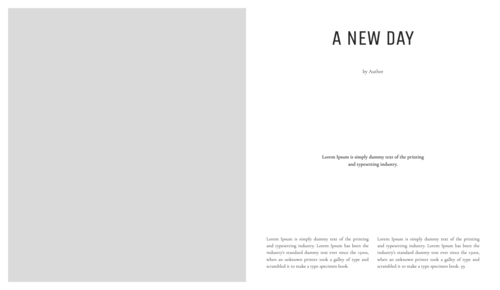 A NEW DAY
by Author
Lorem Ipsum is simply dummy text of the printing
and typesetting industry.
Lorem Ipsum is simply dummy text of the printing
and typesetting industry. Lorem Ipsum has been the
industry's standard dummy text ever since the 1500s,
when an unknown printer took a galley of type and
scrambled it to make a type specimen book.
Lorem Ipsum is simply dummy text of the printing
and typesetting industry. Lorem Ipsum has been the
industry's standard dummy text ever since the 1500s,
when an unknown printer took a galley of type and
scrambled it to make a type specimen book.